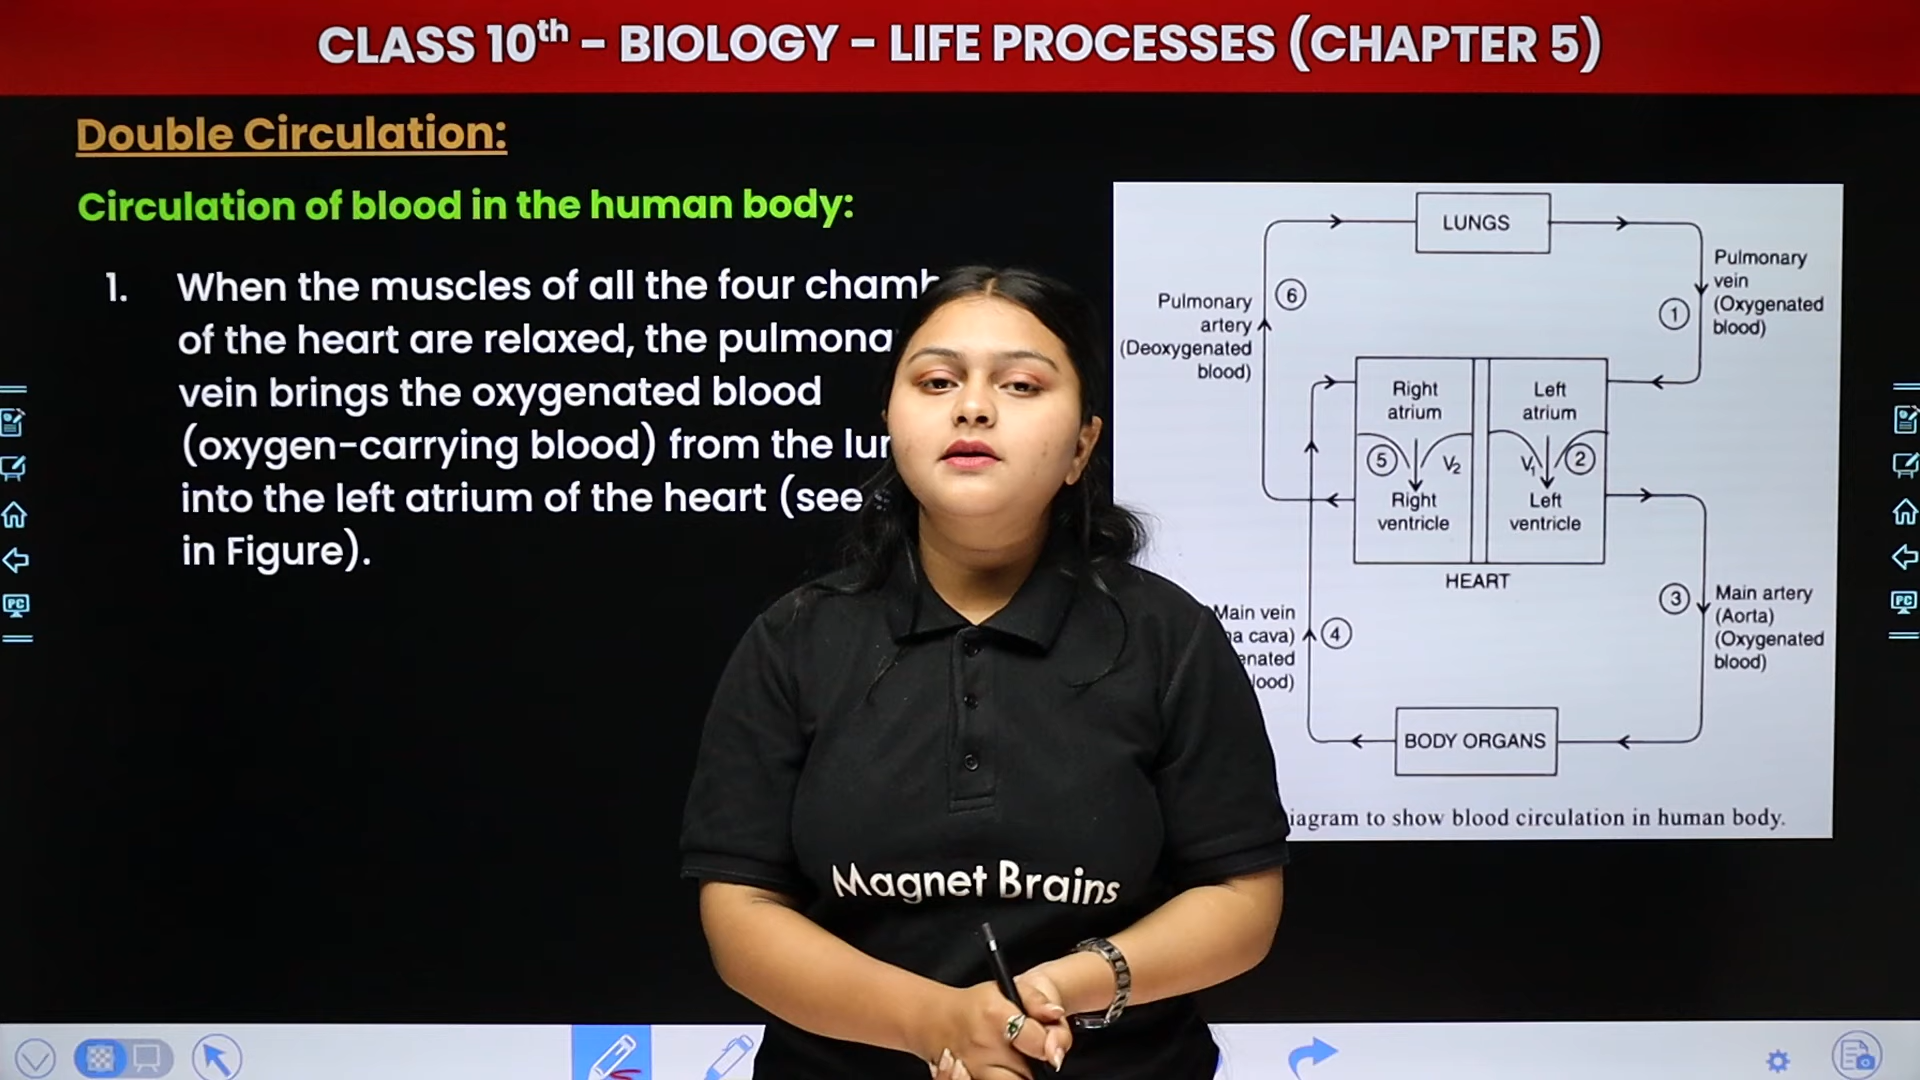 CLASS 10th - BIOLOGY - LIFE PROCESSES (CHAPTER 5)
Double Circulation:
Circulation of blood in the human body:
1. When the muscles of all the four
of the heart are relaxed, the
vein brings the oxygenated blood
(oxygen-carrying blood) from the
into the left atrium of the heart (see
in Figure).
LUNGS
Pulmonary
vein
(Oxygenated
blood)
1
6
Pulmonary
artery
(Deoxygenated
blood)
Right
atrium
Left
atrium
5
V2
V1
2
Right
ventricle
Left
ventricle
HEART
3
Main artery
(Aorta)
(Oxygenated
blood)
Main vein
cava)
4
BODY ORGANS
to show blood circulation in human body.
Magnet Brains
PC
PC